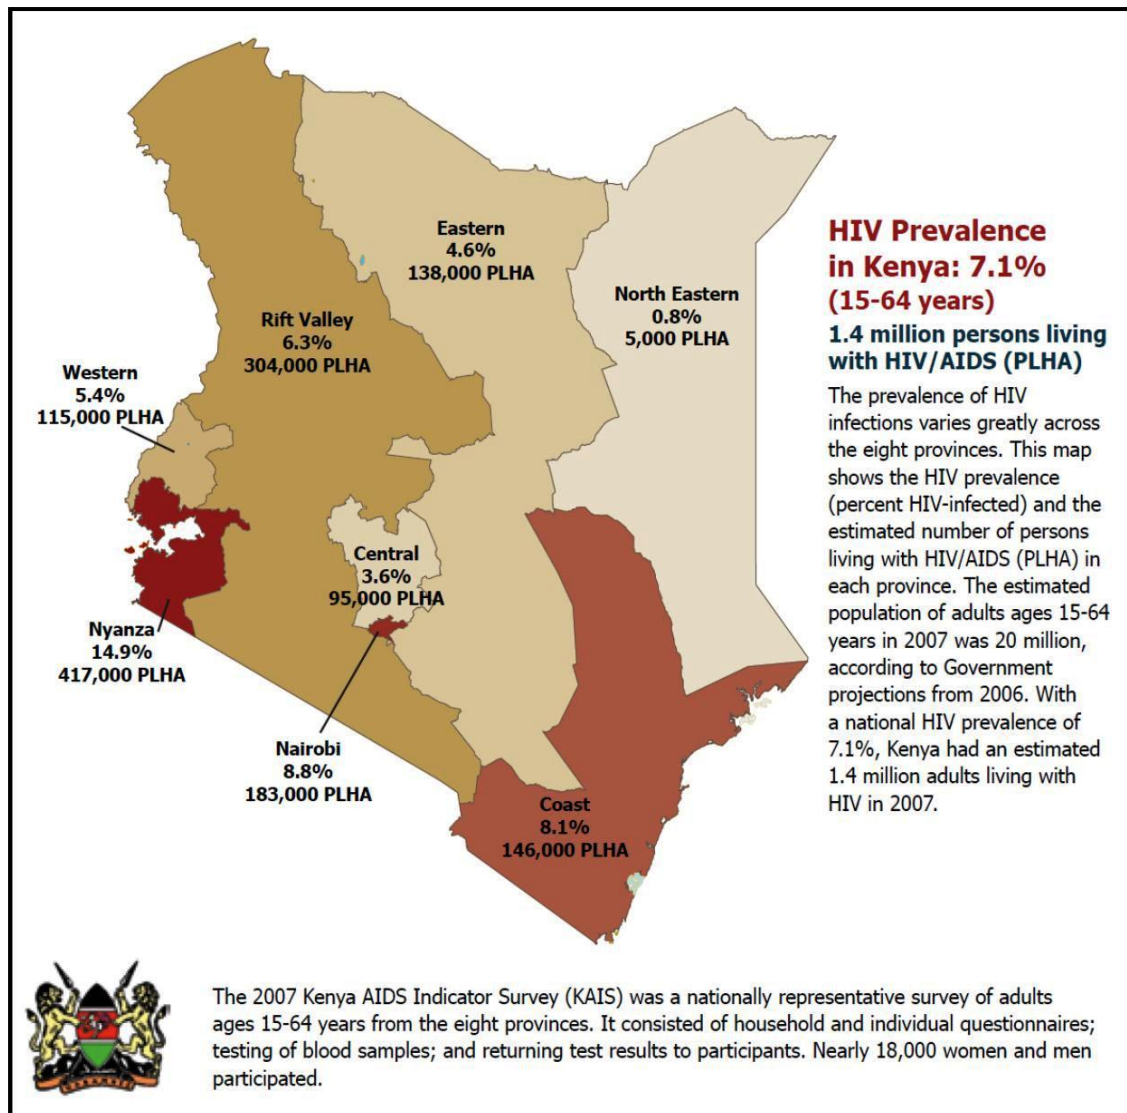 Eastern
4.6%
138,000 PLHA
North Eastern
0.8%
5,000 PLHA
Rift Valley
6.3%
304,000 PLHA
Western
5.4%
115,000 PLHA
Central
3.6%
95,000 PLHA
Nyanza
14.9%
417,000 PLHA
Nairobi
8.8%
183,000 PLHA
Coast
8.1%
146,000 PLHA
HIV Prevalence
in Kenya: 7.1%
(15-64 years)
1.4 million persons living
with HIV/AIDS (PLHA)
The prevalence of HIV
infections varies greatly across
the eight provinces. This map
shows the HIV prevalence
(percent HIV-infected) and the
estimated number of persons
living with HIV/AIDS (PLHA) in
each province. The estimated
population of adults ages 15-64
years in 2007 was 20 million,
according to Government
projections from 2006. With
a national HIV prevalence of
7.1%, Kenya had an estimated
1.4 million adults living with
HIV in 2007.
The 2007 Kenya AIDS Indicator Survey (KAIS) was a nationally representative survey of adults
ages 15-64 years from the eight provinces. It consisted of household and individual questionnaires;
testing of blood samples; and returning test results to participants. Nearly 18,000 women and men
participated.